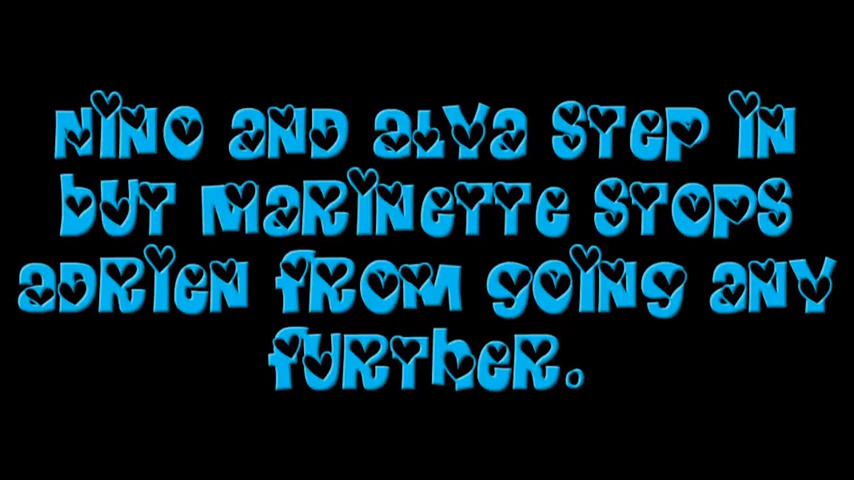 Nino and Alya step in
but Marinette stops
Adrien from going any
further.